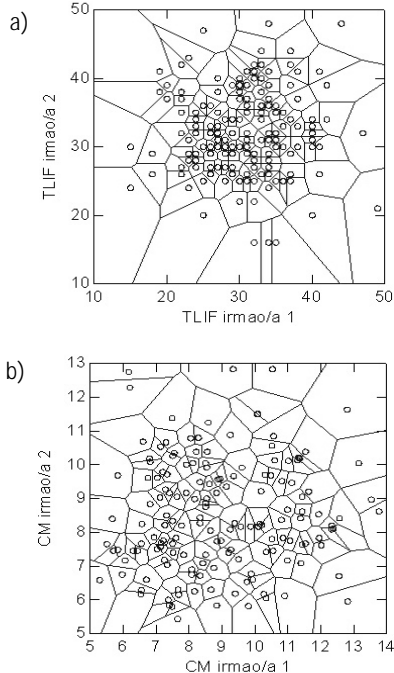 a)
50
40
30
20
10
TLIF irmao/a 2
10 20 30 40 50
TLIF irmao/a 1
b)
13
12
11
10
9
8
7
6
5
CM irmao/a 2
5 6 7 8 9 10 11 12 13 14
CM irmao/a 1